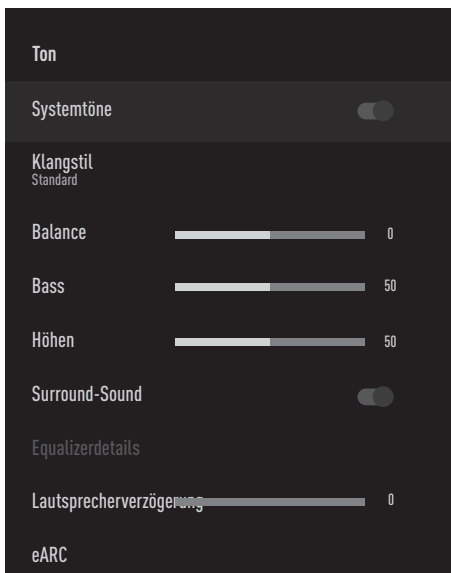 Ton
Systemtöne
Klangstil
Standard
Balance 0
Bass 50
Höhen 50
Surround-Sound
Equalizerdetails
Lautsprecherverzögerung 0
eARC